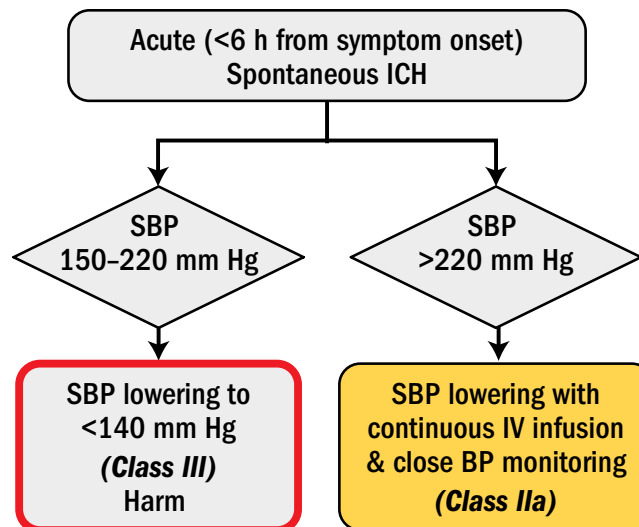 Acute (<6 h from symptom onset)
Spontaneous ICH
SBP
150–220 mm Hg
SBP
>220 mm Hg
SBP lowering to
<140 mm Hg
(Class III)
Harm
SBP lowering with
continuous IV infusion
& close BP monitoring
(Class IIa)